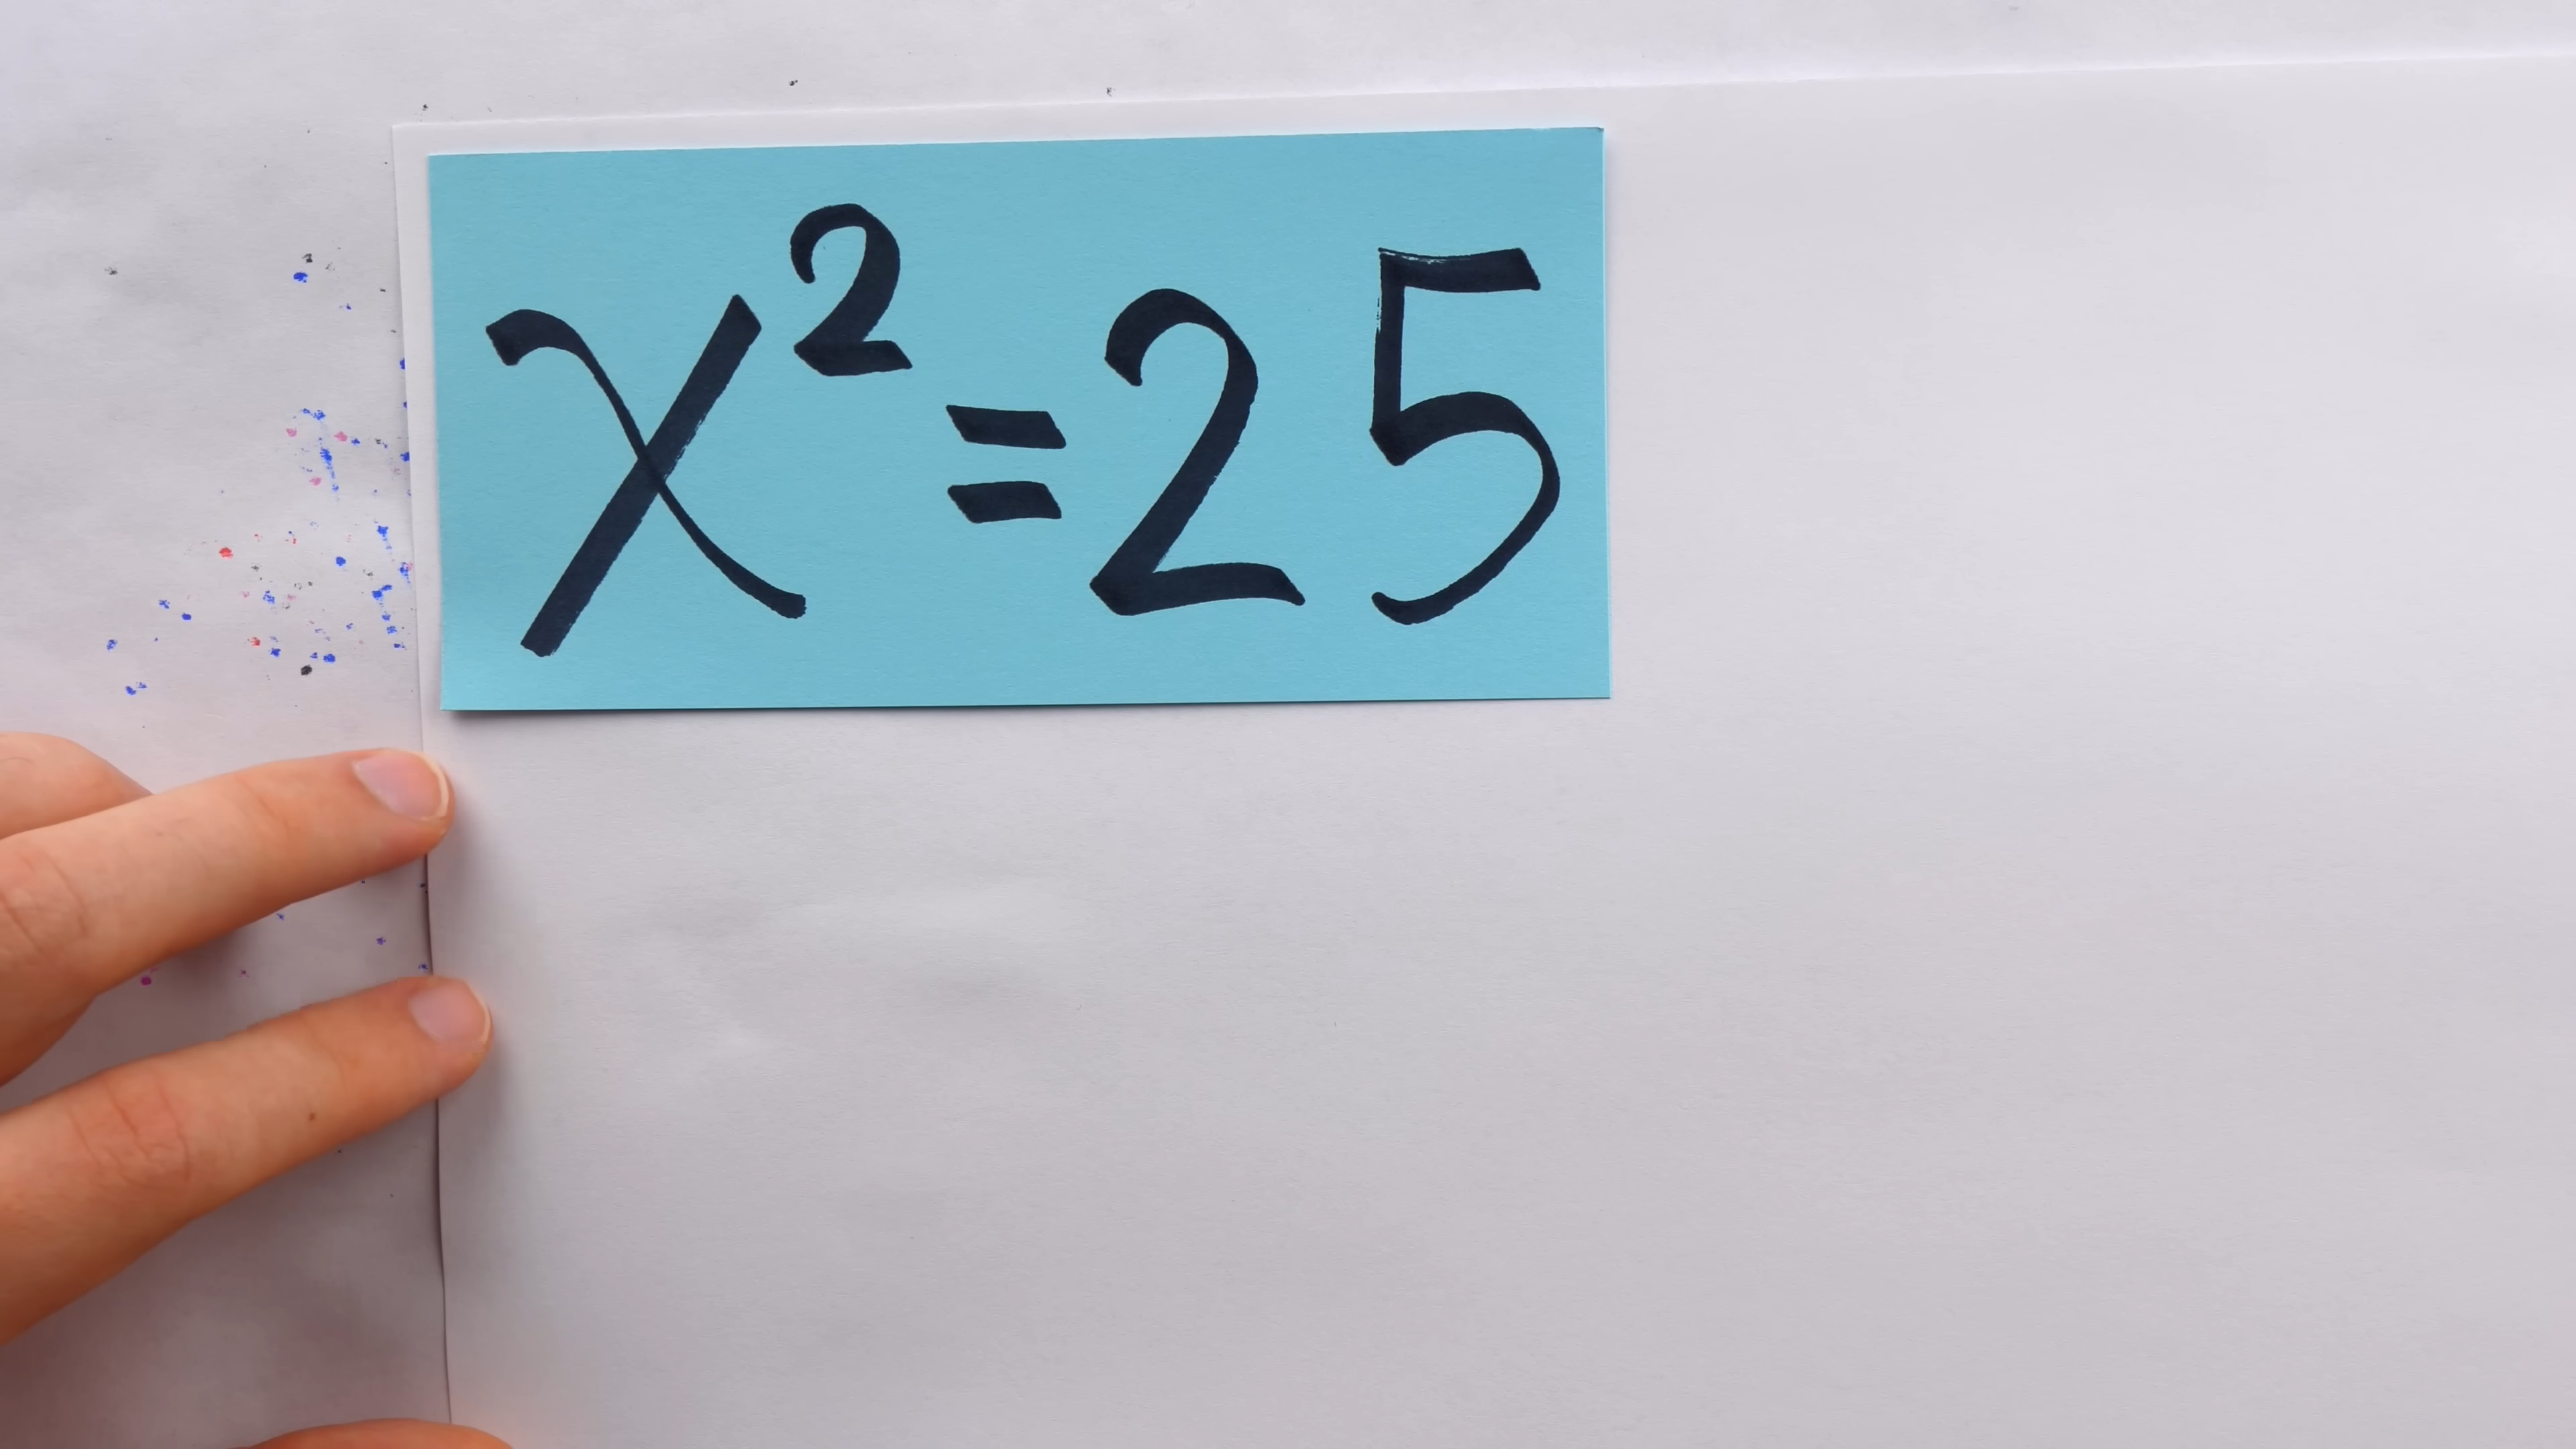 x² = 25